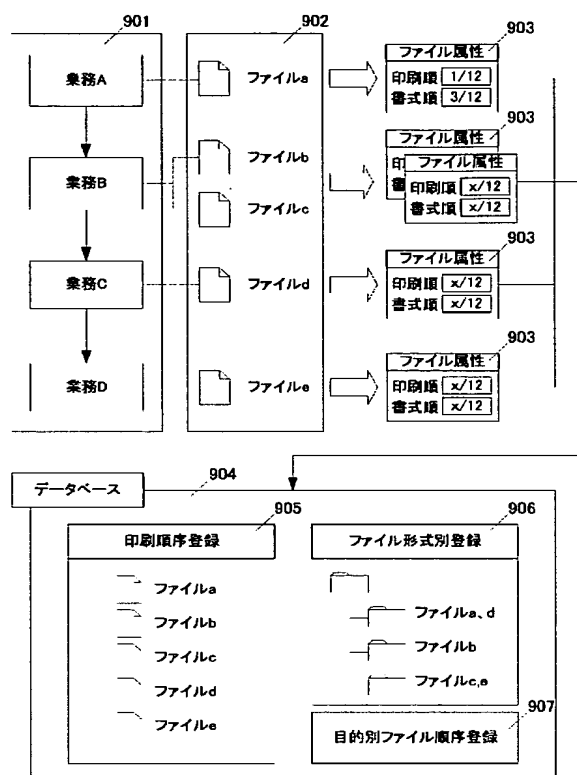 901
902
業務A
業務B
業務C
業務D
ファイルa
ファイルb
ファイルc
ファイルd
ファイルe
903
ファイル属性
印刷順 1/12
書式順 3/12
903
ファイル属性
印
書
ファイル属性
印刷順 x/12
書式順 x/12
903
ファイル属性
印刷順 x/12
書式順 x/12
903
ファイル属性
印刷順 x/12
書式順 x/12
データベース
904
905
906
印刷順序登録
ファイルa
ファイルb
ファイルc
ファイルd
ファイルe
ファイル形式別登録
ファイルa、d
ファイルb
ファイルc,e
907
目的別ファイル順序登録